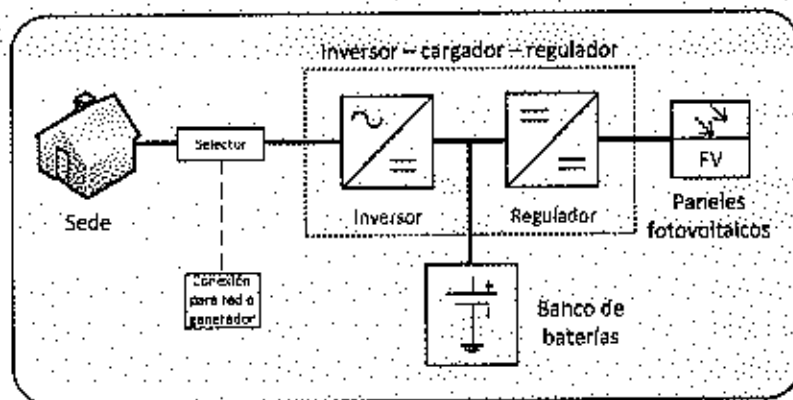 Inversor – cargador – regulador
Selector
Sede
Inversor
Regulador
FV
Paneles
fotovoltaicos
Conexión
para red o
generador
Banco de
baterías